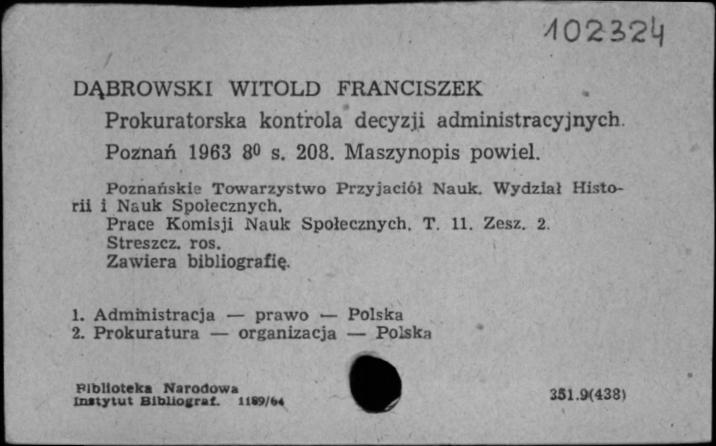 102324
DĄBROWSKI WITOLD FRANCISZEK
Prokuratorska kontrola decyzji administracyjnych.
Poznań 1963 8⁰ s. 208. Maszynopis powiel.
Poznańskie Towarzystwo Przyjaciół Nauk. Wydział Histo-
rii i Nauk Społecznych.
Prace Komisji Nauk Społecznych. T. 11. Zesz. 2.
Streszcz. ros.
Zawiera bibliografię.
1. Administracja — prawo — Polska
2. Prokuratura — organizacja — Polska
Biblioteka Narodowa
Instytut Bibliograf. 1189/64
351.9(438)